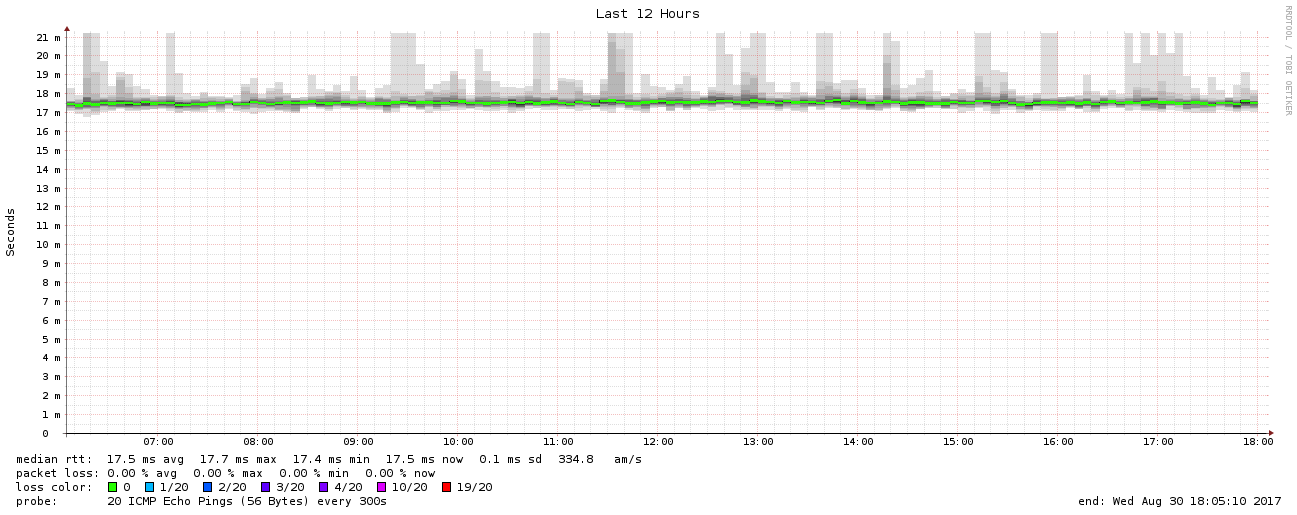 Last 12 Hours
RRDTOOL / TOBI OETIKER
Seconds
21 m
20 m
19 m
18 m
17 m
16 m
15 m
14 m
13 m
12 m
11 m
10 m
9 m
8 m
7 m
6 m
5 m
4 m
3 m
2 m
1 m
0
07:00 08:00 09:00 10:00 11:00 12:00 13:00 14:00 15:00 16:00 17:00 18:00
median rtt: 17.5 ms avg 17.7 ms max 17.4 ms min 17.5 ms now 0.1 ms sd 334.8 am/s
packet loss: 0.00 % avg 0.00 % max 0.00 % min 0.00 % now
loss color: 0 1/20 2/20 3/20 4/20 10/20 19/20
probe: 20 ICMP Echo Pings (56 Bytes) every 300s end: Wed Aug 30 18:05:10 2017